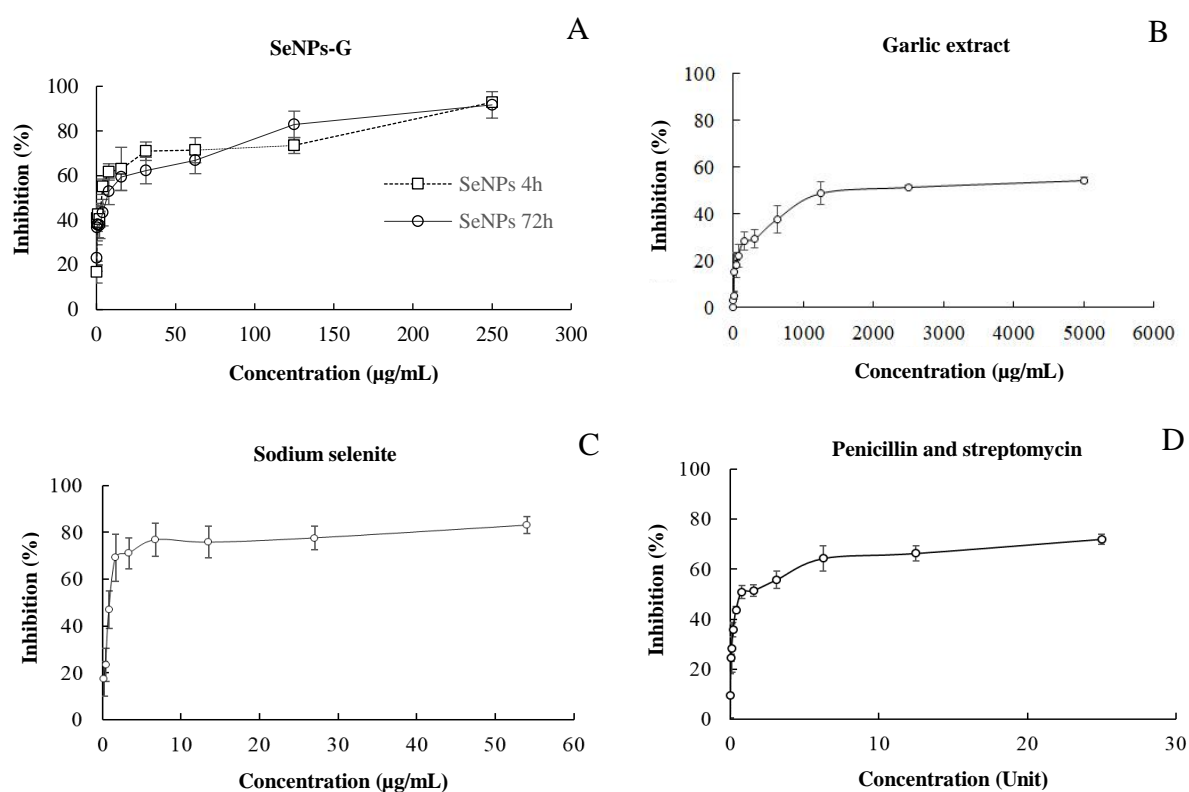 A
SeNPs-G
Inhibition (%)
100
80
60
40
20
0
SeNPs 4h
SeNPs 72h
0 50 100 150 200 250 300
Concentration (µg/mL)
B
Garlic extract
Inhibition (%)
100
80
60
40
20
0
0 1000 2000 3000 4000 5000 6000
Concentration (µg/mL)
C
Sodium selenite
Inhibition (%)
100
80
60
40
20
0
0 10 20 30 40 50 60
Concentration (µg/mL)
D
Penicillin and streptomycin
Inhibition (%)
100
80
60
40
20
0
0 10 20 30
Concentration (Unit)